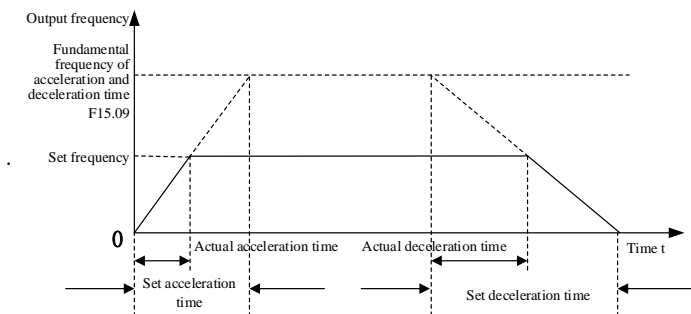 Output frequency
Fundamental
frequency of
acceleration and
deceleration time
F15.09
Set frequency
0
Actual acceleration time
Actual deceleration time
Time t
Set acceleration
time
Set deceleration time